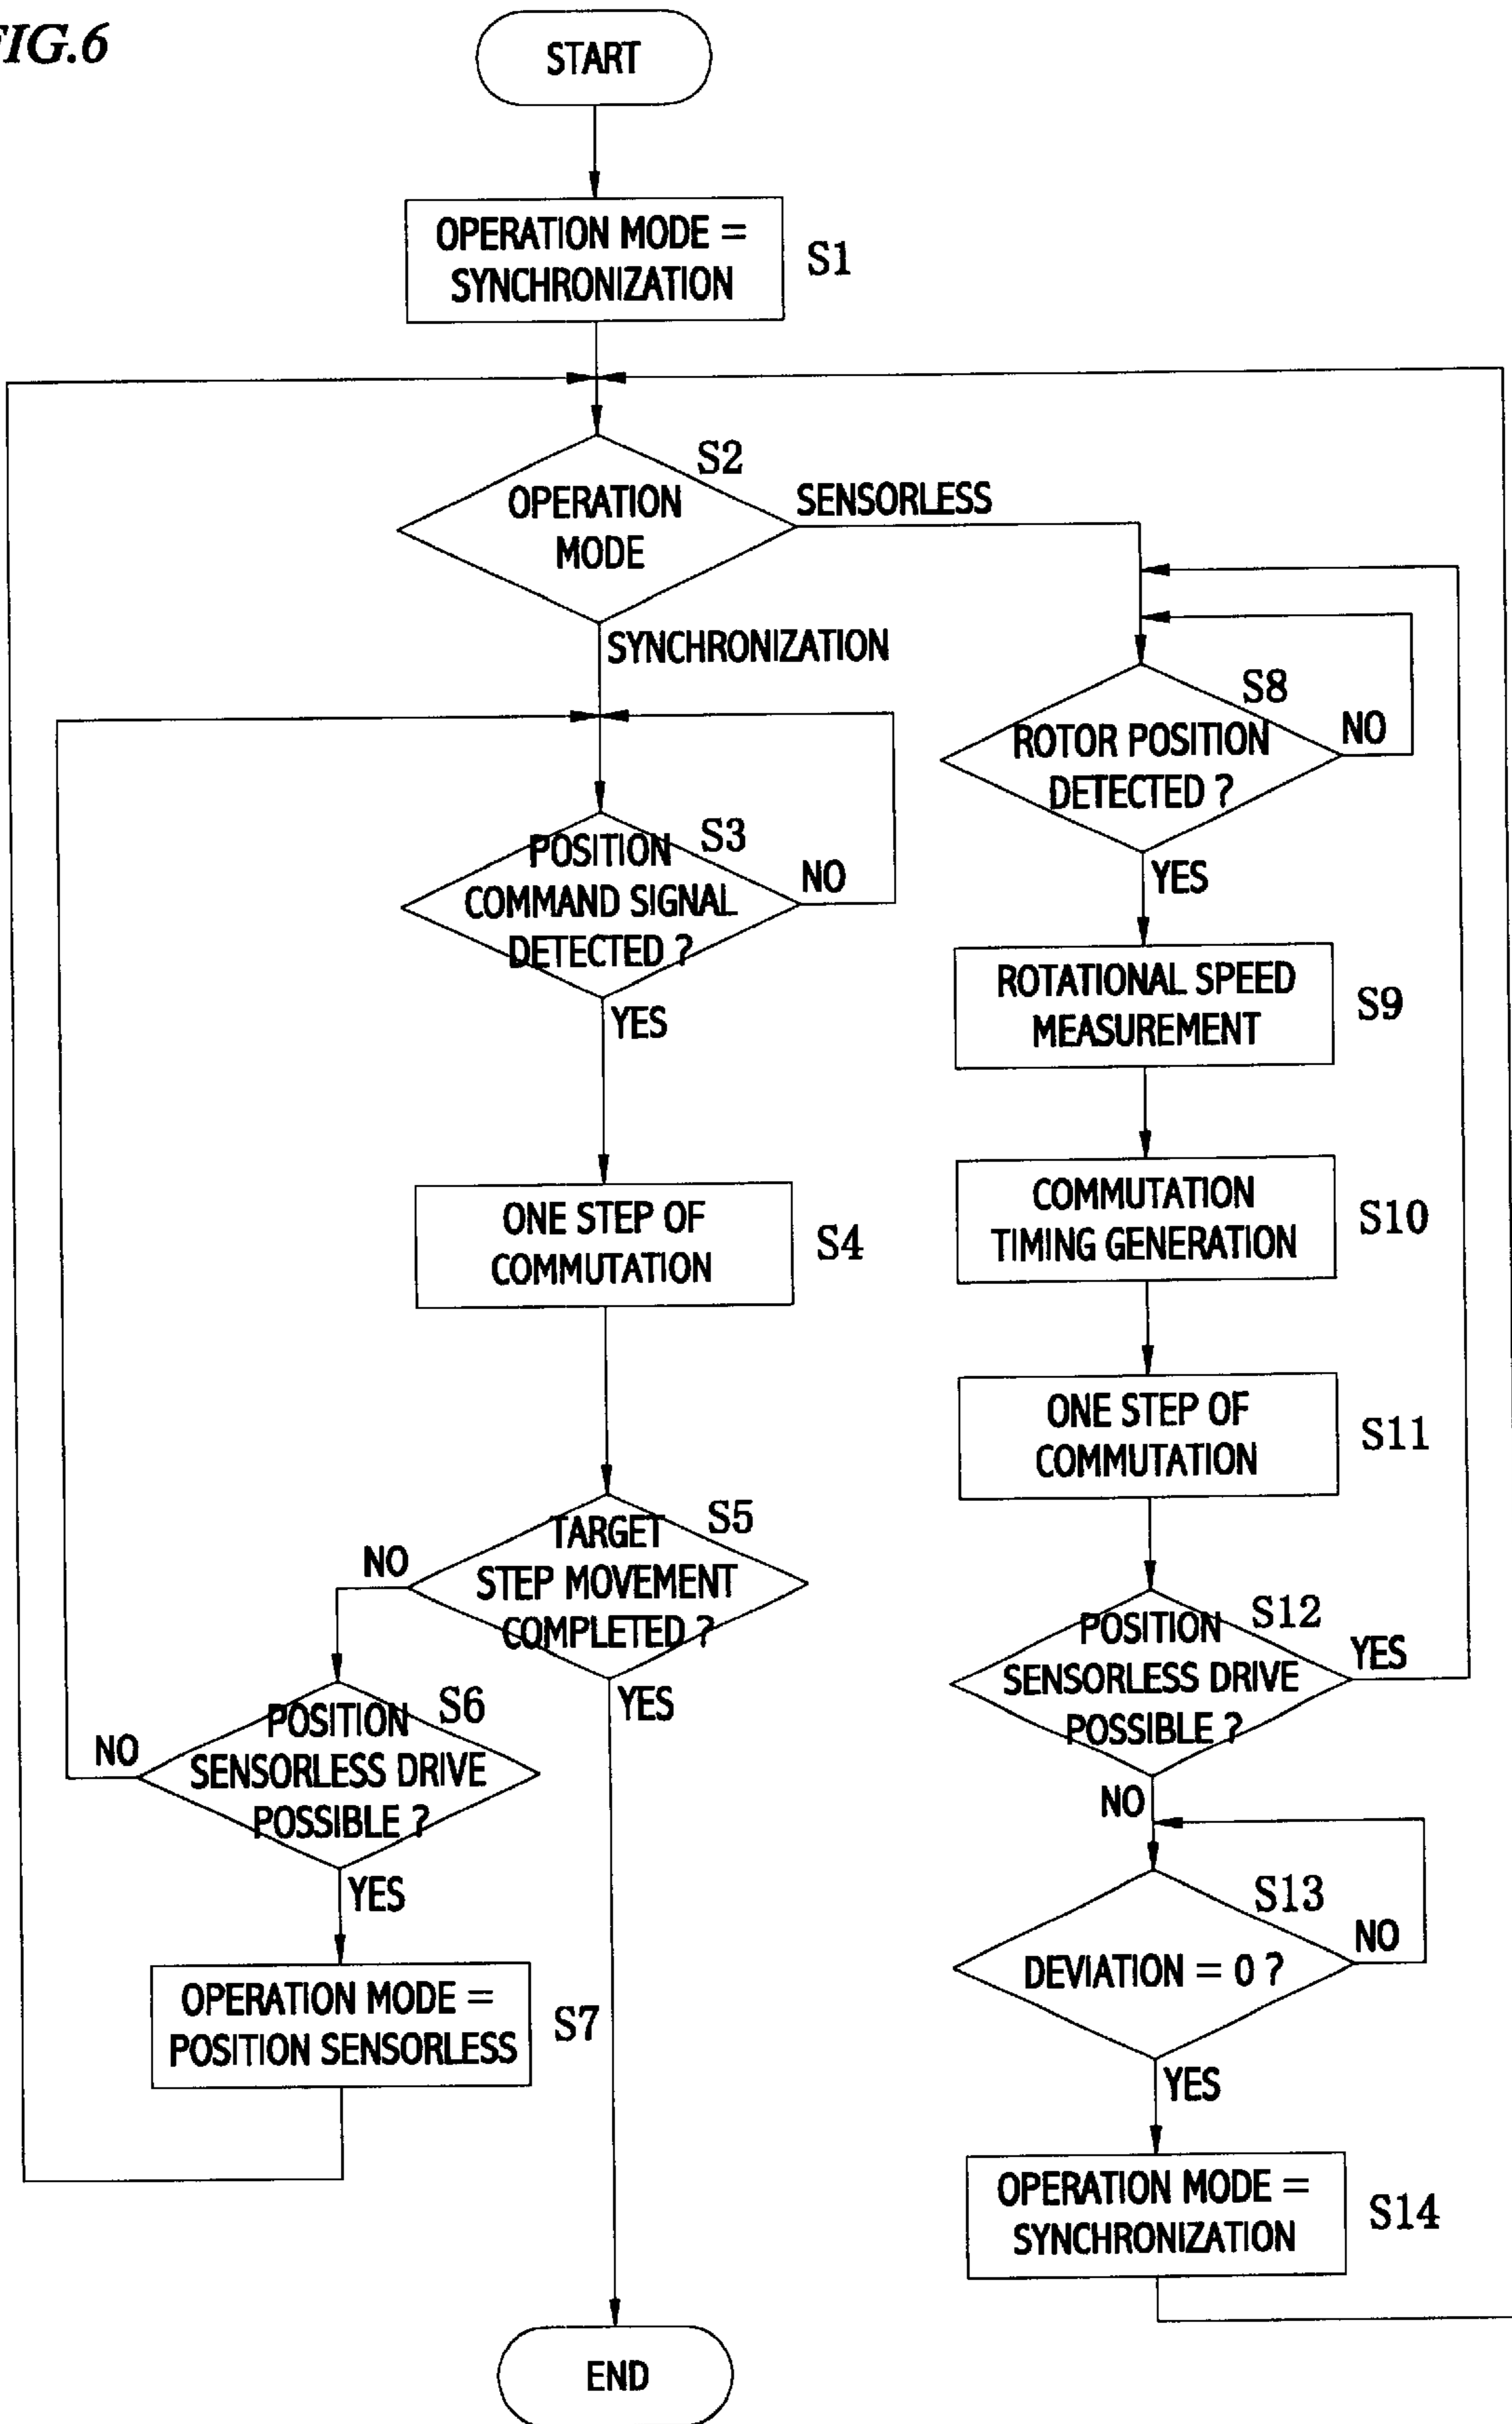 FIG.6
START
OPERATION MODE =
SYNCHRONIZATION
S1
S2
OPERATION
MODE
SENSORLESS
SYNCHRONIZATION
S3
POSITION
COMMAND SIGNAL
DETECTED ?
NO
YES
ONE STEP OF
COMMUTATION
S4
S5
TARGET
STEP MOVEMENT
COMPLETED ?
NO
YES
S6
POSITION
SENSORLESS DRIVE
POSSIBLE ?
NO
YES
OPERATION MODE =
POSITION SENSORLESS
S7
END
S8
ROTOR POSITION
DETECTED ?
NO
YES
ROTATIONAL SPEED
MEASUREMENT
S9
COMMUTATION
TIMING GENERATION
S10
ONE STEP OF
COMMUTATION
S11
S12
POSITION
SENSORLESS DRIVE
POSSIBLE ?
YES
NO
S13
DEVIATION = 0 ?
NO
YES
OPERATION MODE =
SYNCHRONIZATION
S14